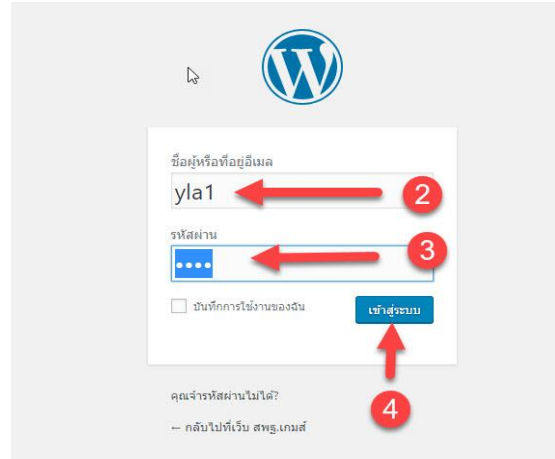 ชื่อผู้หรือที่อยู่อีเมล
yla1
2
รหัสผ่าน
3
บันทึกการใช้งานของฉัน
เข้าสู่ระบบ
4
คุณจำรหัสผ่านไม่ได้?
← กลับไปที่เว็บ สพฐ.เกมส์